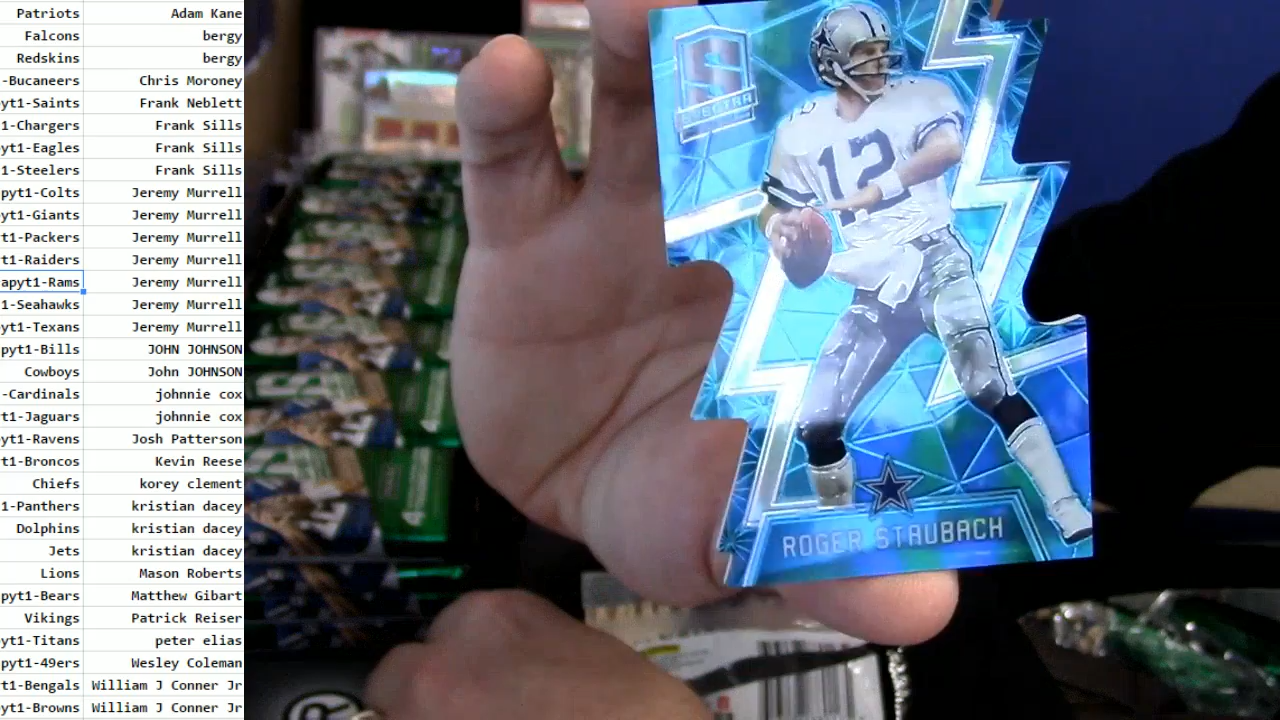 Patriots Adam Kane
Falcons bergy
Redskins bergy
-Bucaneers Chris Moroney
yt1-Saints Frank Neblett
1-Chargers Frank Sills
yt1-Eagles Frank Sills
1-Steelers Frank Sills
pyt1-Colts Jeremy Murrell
yt1-Giants Jeremy Murrell
t1-Packers Jeremy Murrell
t1-Raiders Jeremy Murrell
apyt1-Rams Jeremy Murrell
1-Seahawks Jeremy Murrell
yt1-Texans Jeremy Murrell
pyt1-Bills JOHN JOHNSON
Cowboys John JOHNSON
-Cardinals johnnie cox
t1-Jaguars johnnie cox
yt1-Ravens Josh Patterson
t1-Broncos Kevin Reese
Chiefs korey clement
1-Panthers kristian dacey
Dolphins kristian dacey
Jets kristian dacey
Lions Mason Roberts
pyt1-Bears Matthew Gibart
Vikings Patrick Reiser
yt1-Titans peter elias
pyt1-49ers Wesley Coleman
t1-Bengals William J Conner Jr
yt1-Browns William J Conner Jr
SPECTRA
12
ROGER STAUBACH